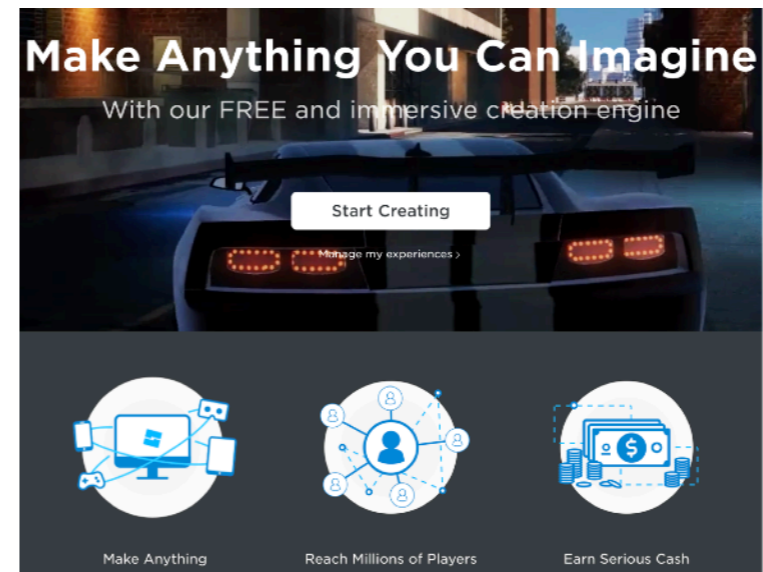 Make Anything You Can Imagine
With our FREE and immersive creation engine
Start Creating
Manage my experiences >
Make Anything
Reach Millions of Players
Earn Serious Cash